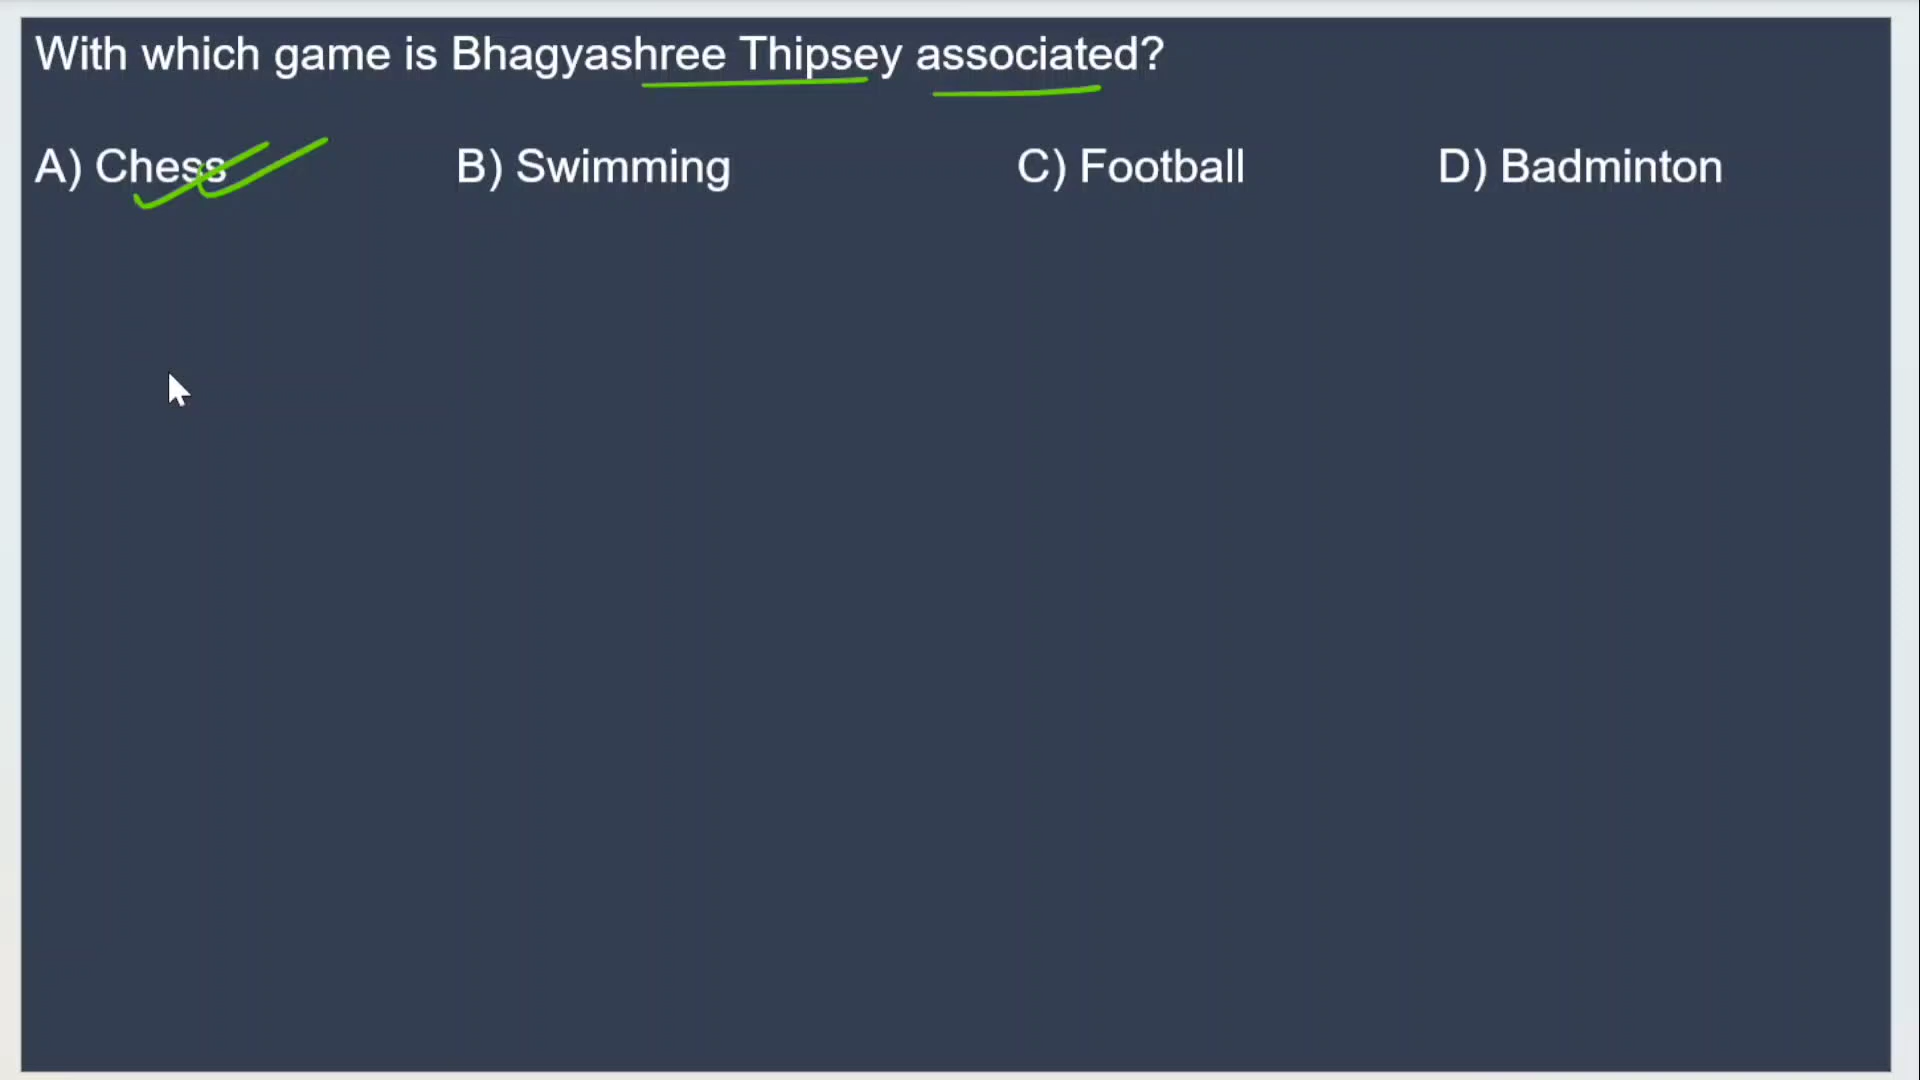 With which game is Bhagyashree Thipsey associated?
A) Chess B) Swimming C) Football D) Badminton